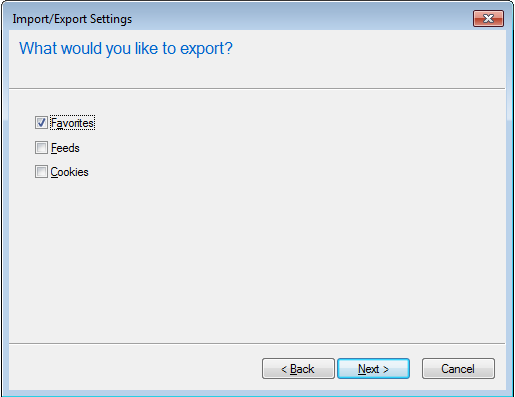 Import/Export Settings
What would you like to export?
Favorites
Feeds
Cookies
< Back Next > Cancel